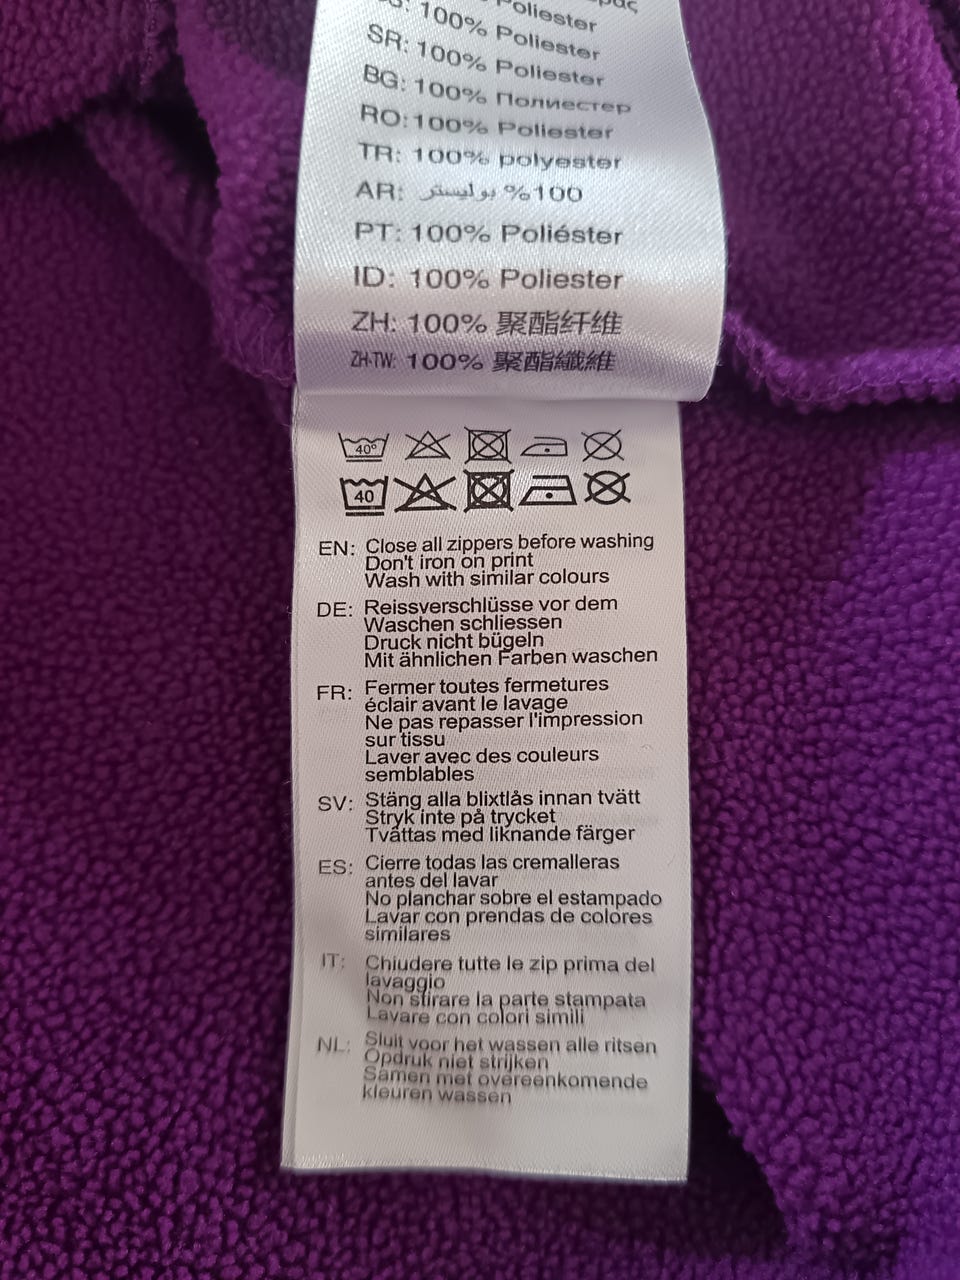 100% Poliester
SR: 100% Poliester
BG: 100% Полиестер
RO: 100% Poliester
TR: 100% polyester
AR: بوليستر %100
PT: 100% Poliéster
ID: 100% Poliester
ZH: 100% 聚酯纤维
ZH-TW: 100% 聚酯纖維
40°
40
EN: Close all zippers before washing
Don't iron on print
Wash with similar colours
DE: Reissverschlüsse vor dem
Waschen schliessen
Druck nicht bügeln
Mit ähnlichen Farben waschen
FR: Fermer toutes fermetures
éclair avant le lavage
Ne pas repasser l'impression
sur tissu
Laver avec des couleurs
semblables
SV: Stäng alla blixtlås innan tvätt
Stryk inte på trycket
Tvättas med liknande färger
ES: Cierre todas las cremalleras
antes del lavar
No planchar sobre el estampado
Lavar con prendas de colores
similares
IT: Chiudere tutte le zip prima del
lavaggio
Non stirare la parte stampata
Lavare con colori simili
NL: Sluit voor het wassen alle ritsen
Opdruk niet strijken
Samen met overeenkomende
kleuren wassen